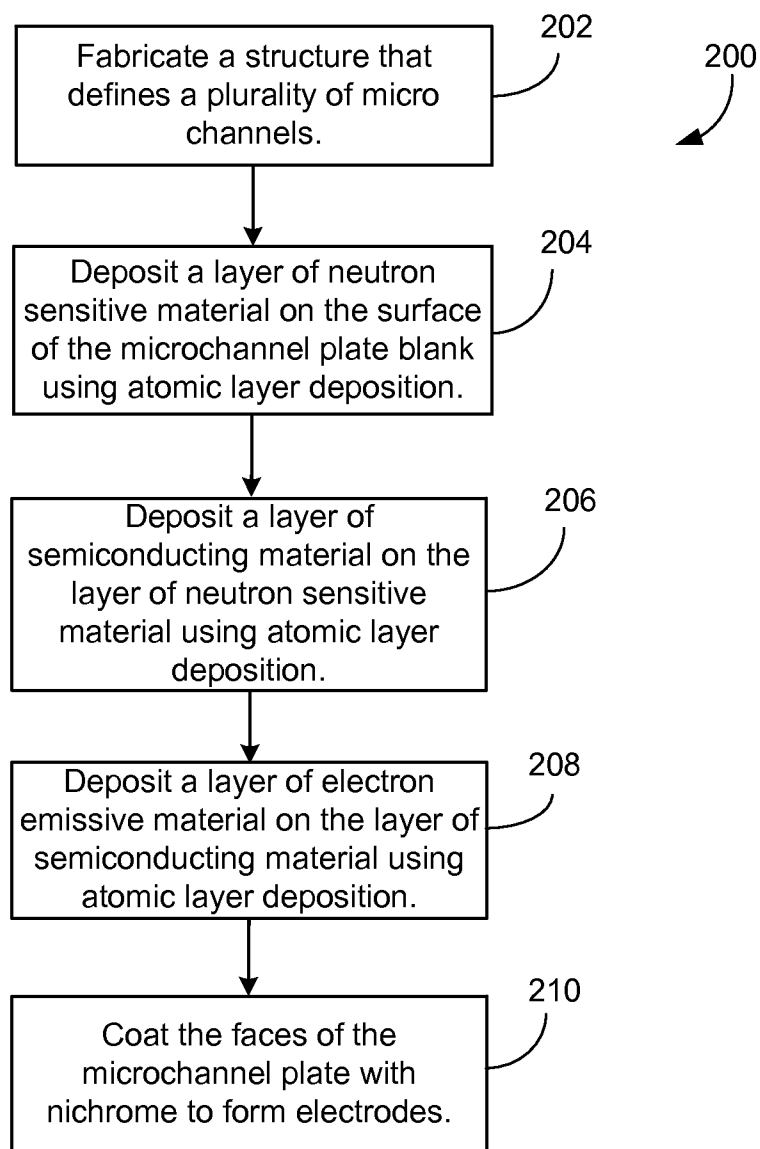 202
200
Fabricate a structure that
defines a plurality of micro
channels.
204
Deposit a layer of neutron
sensitive material on the surface
of the microchannel plate blank
using atomic layer deposition.
206
Deposit a layer of
semiconducting material on the
layer of neutron sensitive
material using atomic layer
deposition.
208
Deposit a layer of electron
emissive material on the layer of
semiconducting material using
atomic layer deposition.
210
Coat the faces of the
microchannel plate with
nichrome to form electrodes.